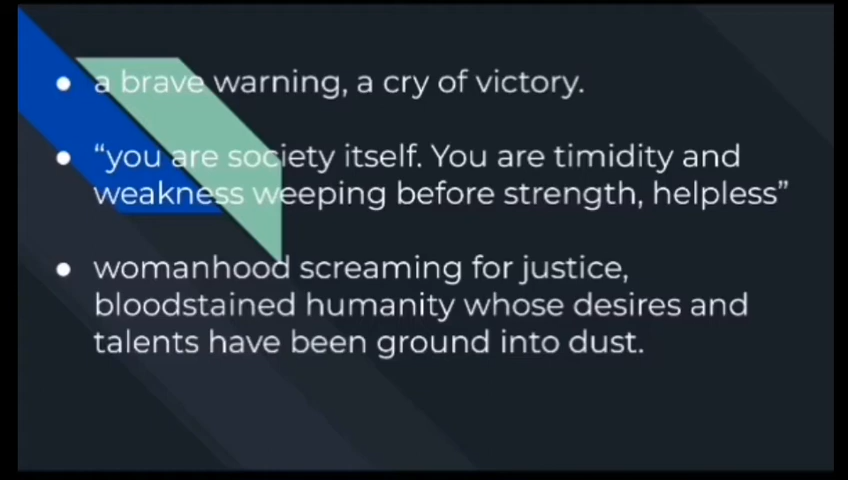 • a brave warning, a cry of victory.
• “you are society itself. You are timidity and
weakness weeping before strength, helpless”
• womanhood screaming for justice,
bloodstained humanity whose desires and
talents have been ground into dust.